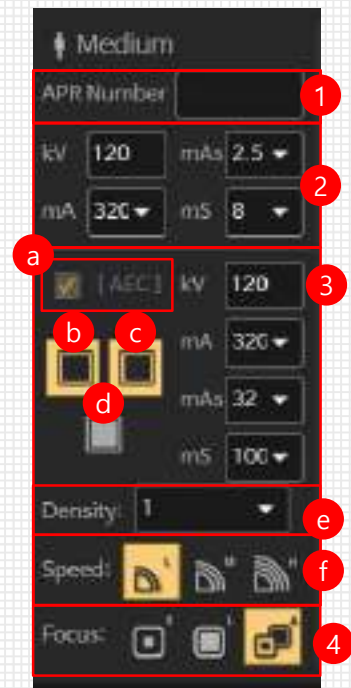 Medium
APR Number
1
kV 120 mAs 2.5
2
mA 320 mS 8
a
[AEC] kV 120
3
b c
mA 320
d
mAs 32
mS 100
Density: 1
e
Speed: L M H
f
Focus:
4